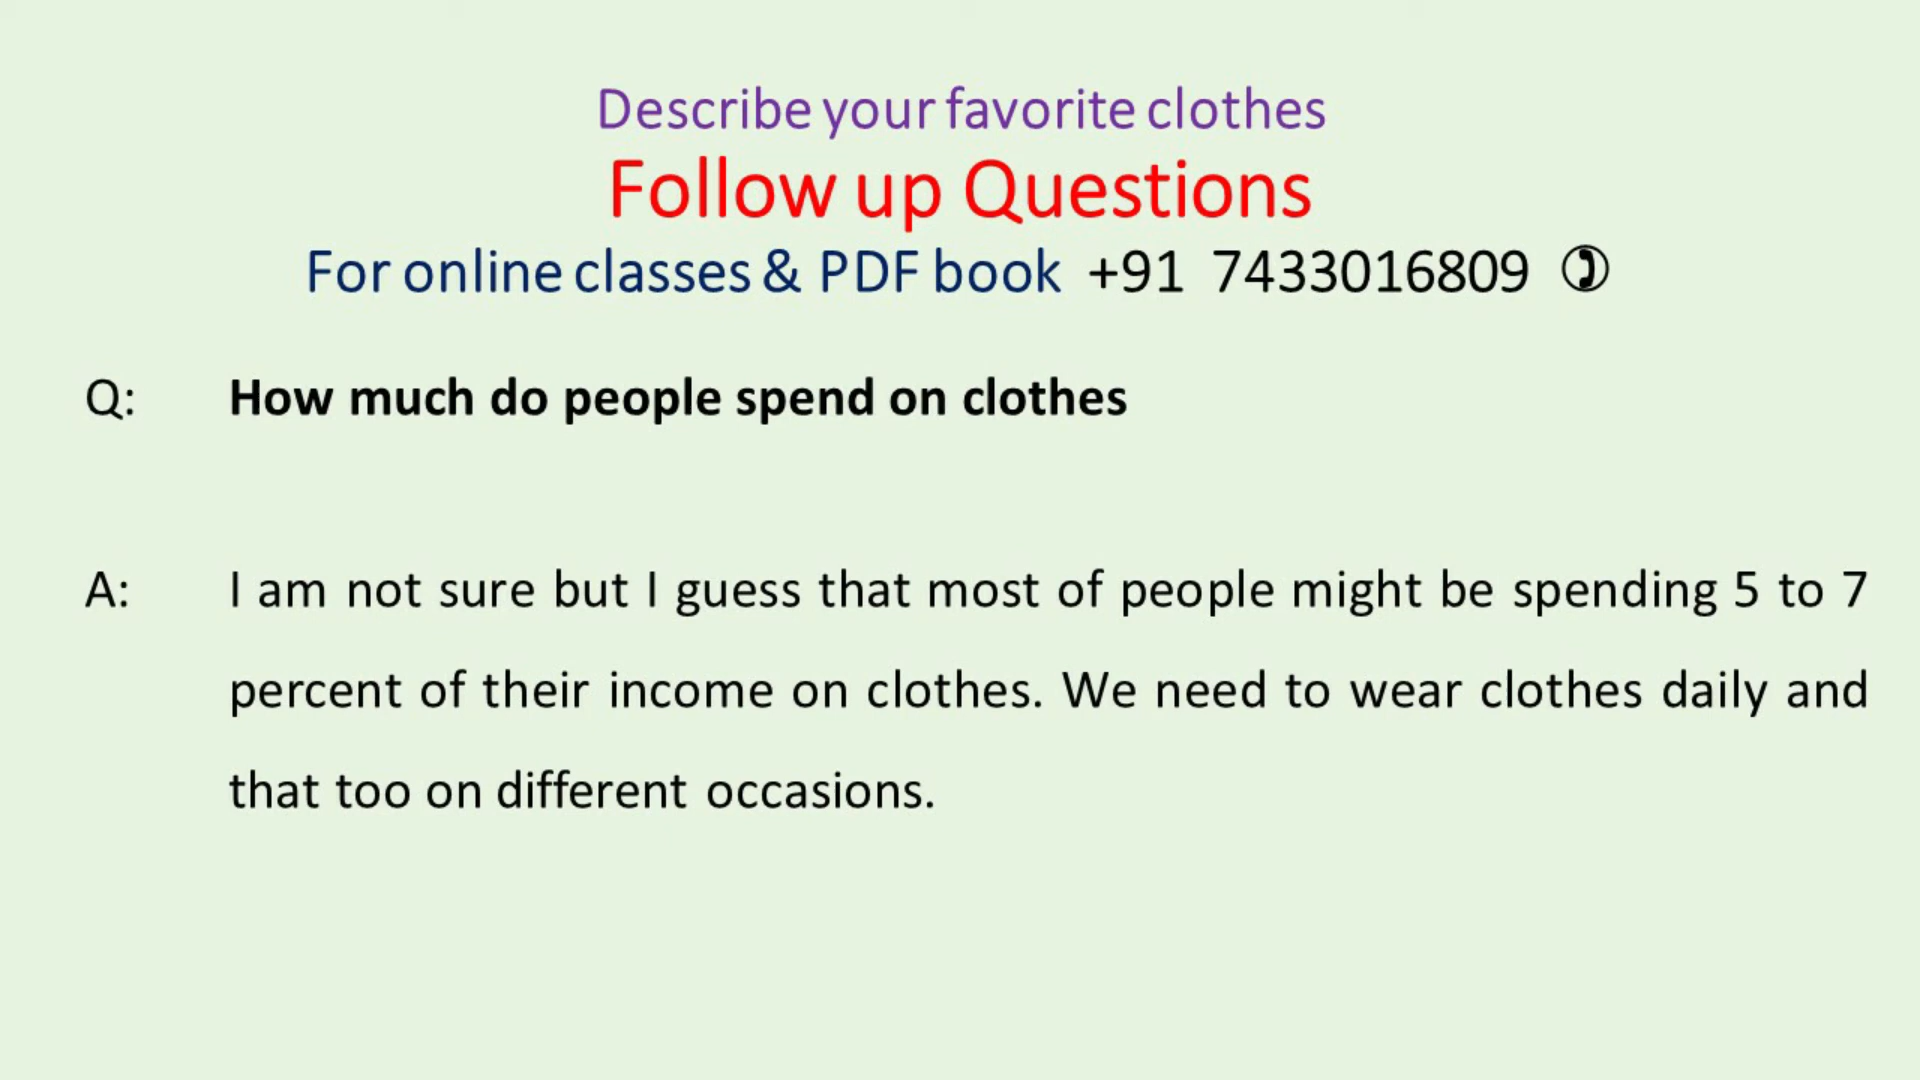 Describe your favorite clothes
Follow up Questions
For online classes & PDF book +91 7433016809 ✆
Q: How much do people spend on clothes
A: I am not sure but I guess that most of people might be spending 5 to 7
percent of their income on clothes. We need to wear clothes daily and
that too on different occasions.